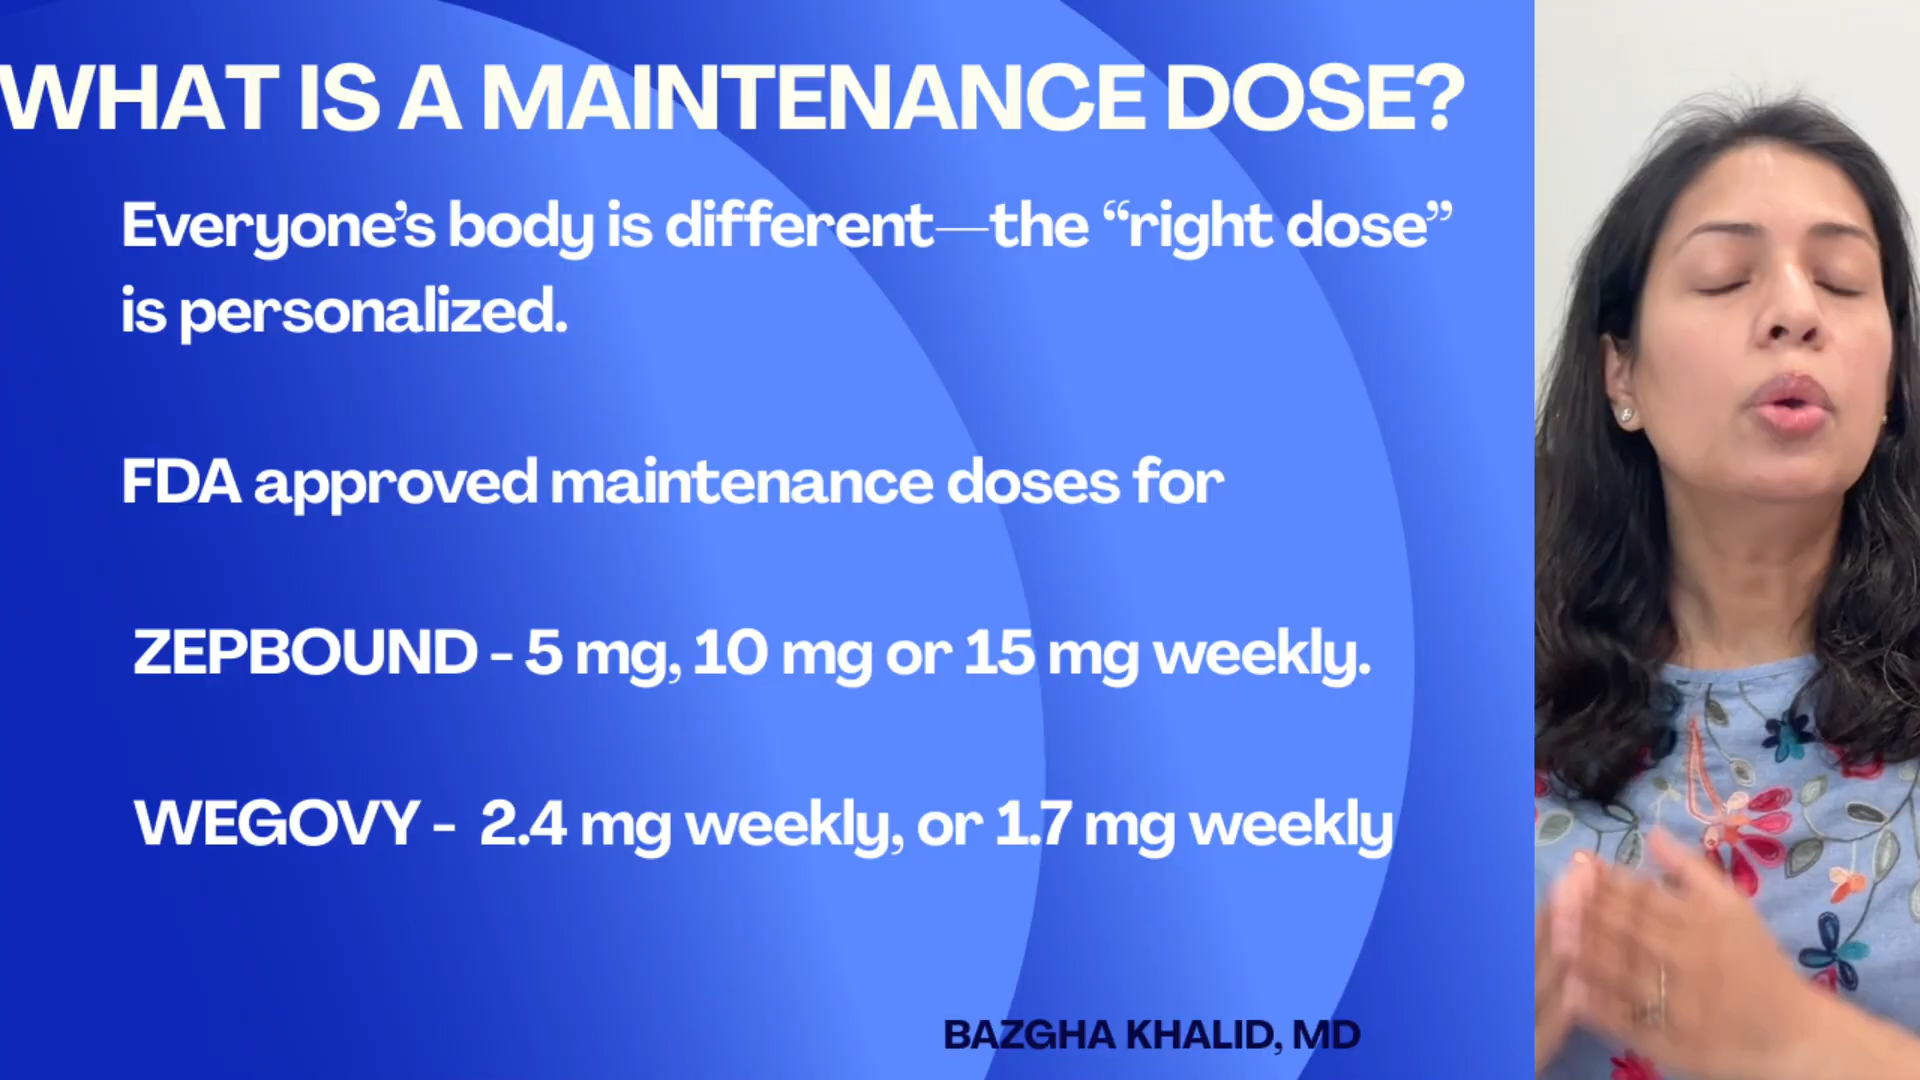 WHAT IS A MAINTENANCE DOSE?
Everyone’s body is different—the “right dose”
is personalized.
FDA approved maintenance doses for
ZEPBOUND - 5 mg, 10 mg or 15 mg weekly.
WEGOVY - 2.4 mg weekly, or 1.7 mg weekly
BAZGHA KHALID, MD